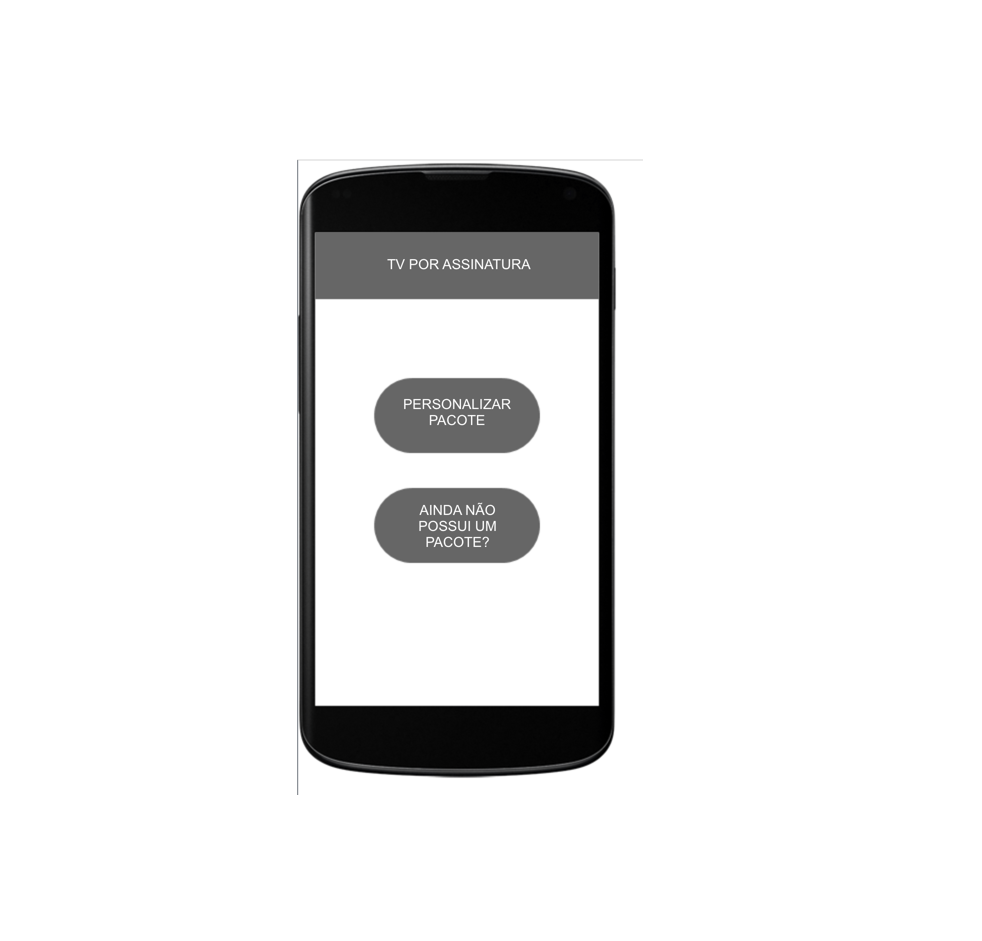 TV POR ASSINATURA
PERSONALIZAR
PACOTE
AINDA NÃO
POSSUI UM
PACOTE?